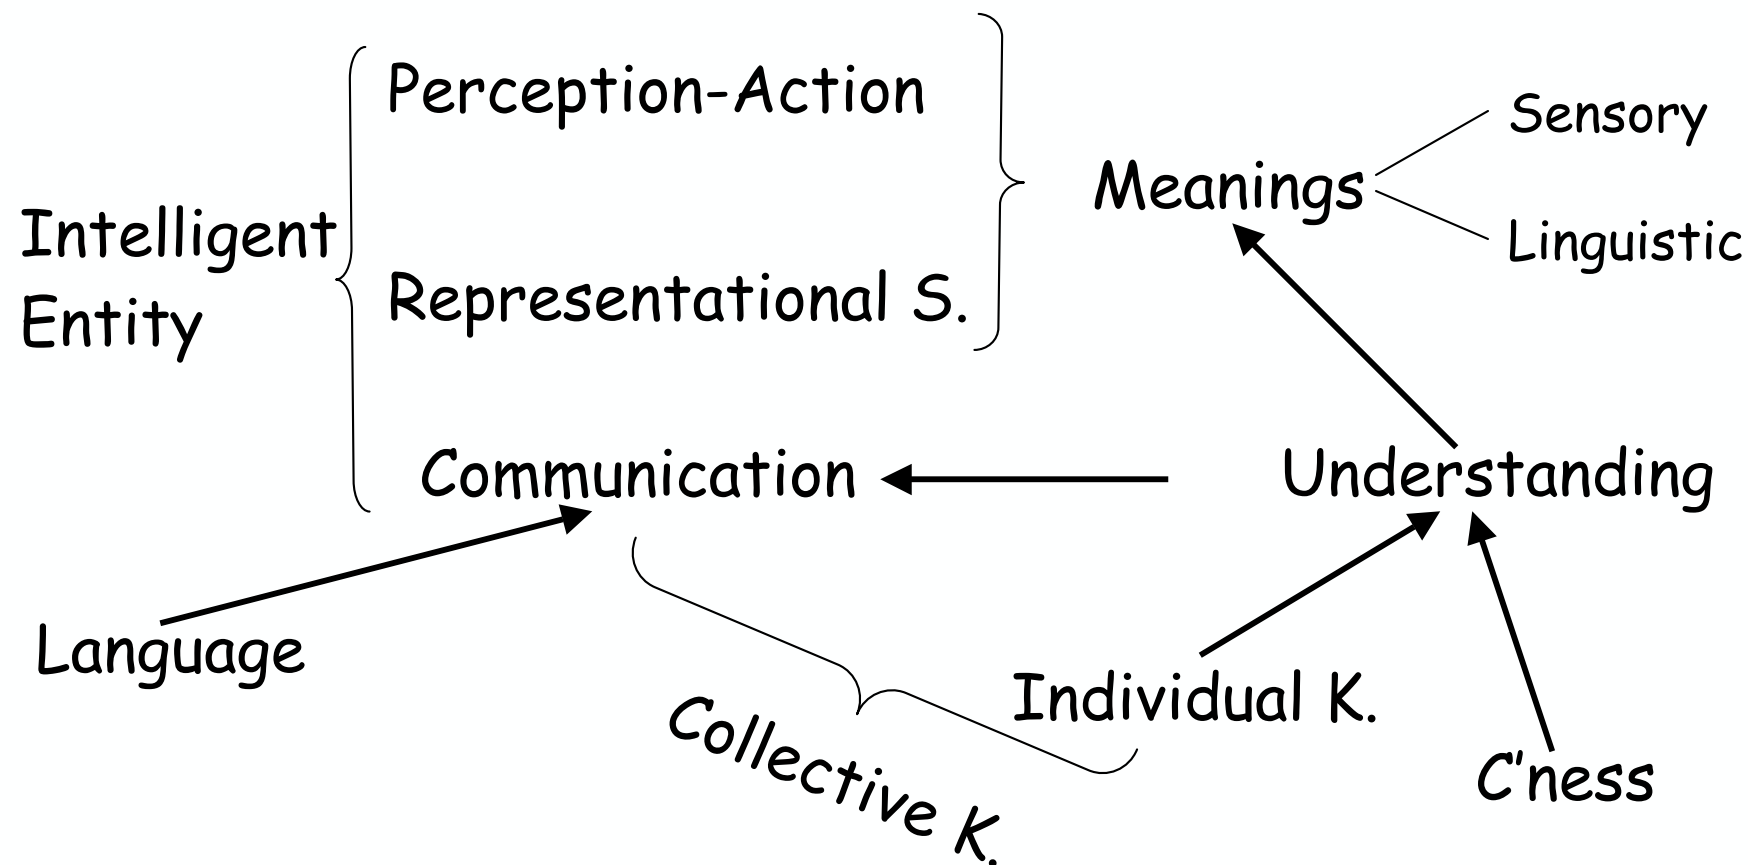 Perception-Action
Sensory
Meanings
Linguistic
Intelligent
Entity
Representational S.
Communication
Understanding
Language
Individual K.
Collective K.
C'ness